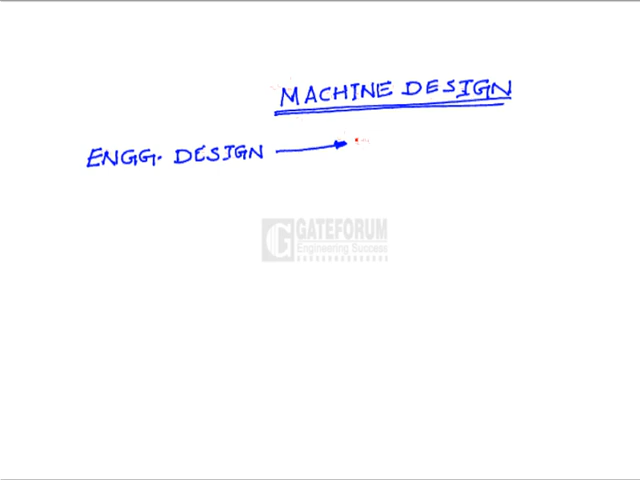 MACHINE DESIGN
ENGG. DESIGN
GATEFORUM
Engineering Success